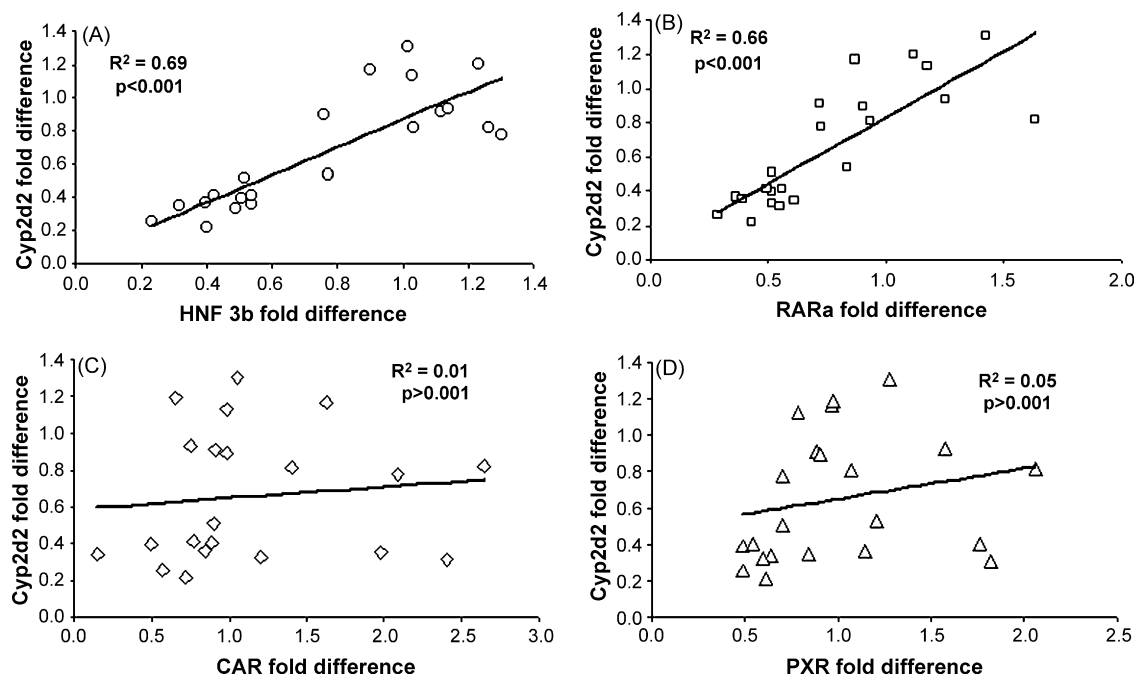 (A)
R² = 0.69
p<0.001
Cyp2d2 fold difference
1.4
1.2
1.0
0.8
0.6
0.4
0.2
0.0
0.0 0.2 0.4 0.6 0.8 1.0 1.2 1.4
HNF 3b fold difference
(B)
R² = 0.66
p<0.001
Cyp2d2 fold difference
1.4
1.2
1.0
0.8
0.6
0.4
0.2
0.0
0.0 0.5 1.0 1.5 2.0
RARa fold difference
(C)
R² = 0.01
p>0.001
Cyp2d2 fold difference
1.4
1.2
1.0
0.8
0.6
0.4
0.2
0.0
0.0 0.5 1.0 1.5 2.0 2.5 3.0
CAR fold difference
(D)
R² = 0.05
p>0.001
Cyp2d2 fold difference
1.4
1.2
1.0
0.8
0.6
0.4
0.2
0.0
0.0 0.5 1.0 1.5 2.0 2.5
PXR fold difference